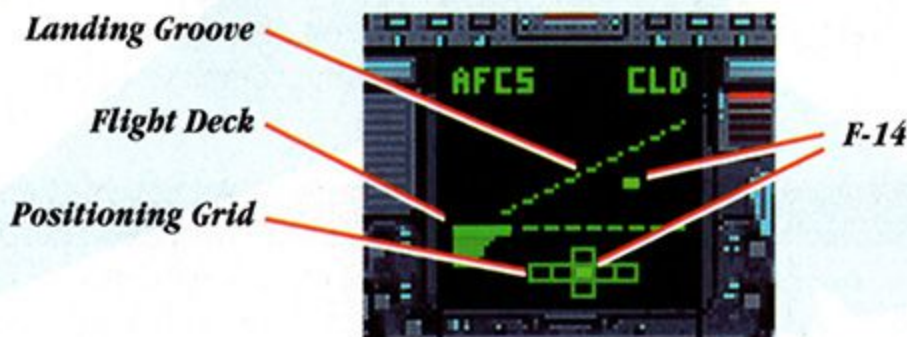 Landing Groove
AFCS CLD
Flight Deck
F-14
Positioning Grid